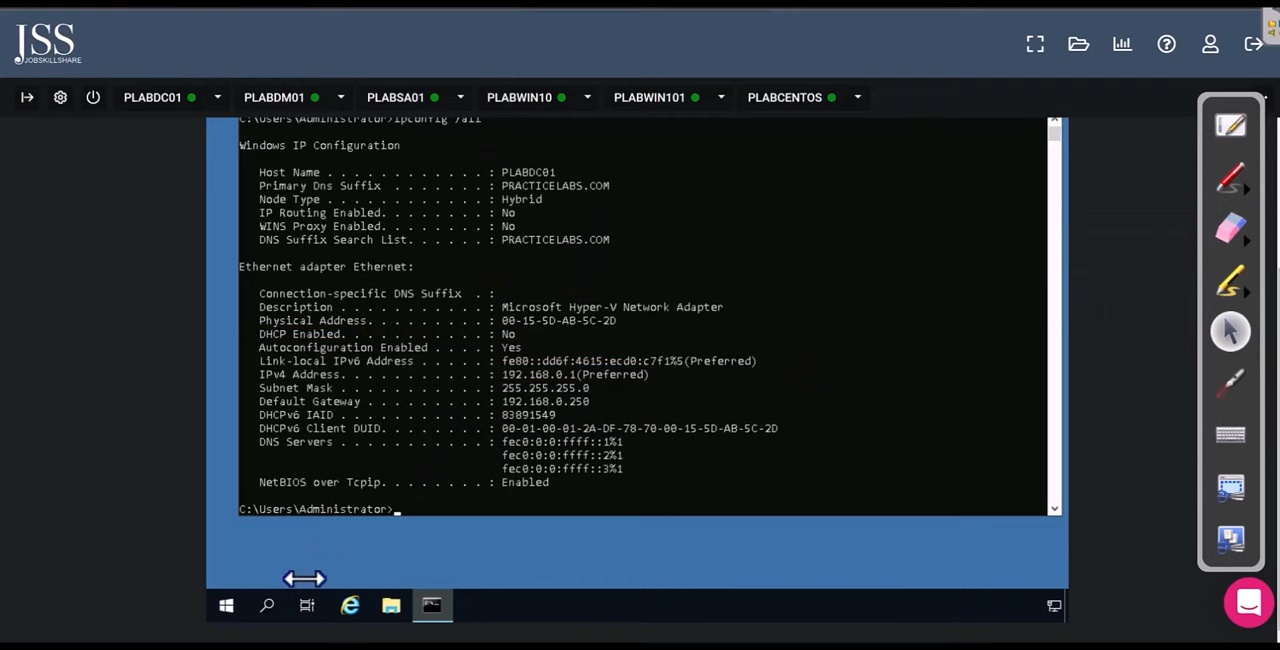 JSS
JOBSKILLSHARE
PLABDC01
PLABDM01
PLABSA01
PLABWIN10
PLABWIN101
PLABCENTOS
C:\Users\Administrator>ipconfig /all
Windows IP Configuration
Host Name . . . . . . . . . . . . : PLABDC01
Primary Dns Suffix . . . . . . . : PRACTICELABS.COM
Node Type . . . . . . . . . . . . : Hybrid
IP Routing Enabled. . . . . . . . : No
WINS Proxy Enabled. . . . . . . . : No
DNS Suffix Search List. . . . . . : PRACTICELABS.COM
Ethernet adapter Ethernet:
Connection-specific DNS Suffix . :
Description . . . . . . . . . . . : Microsoft Hyper-V Network Adapter
Physical Address. . . . . . . . . : 00-15-5D-AB-5C-2D
DHCP Enabled. . . . . . . . . . . : No
Autoconfiguration Enabled . . . . : Yes
Link-local IPv6 Address . . . . . : fe80::dd6f:4615:ecd0:c7f1%5(Preferred)
IPv4 Address. . . . . . . . . . . : 192.168.0.1(Preferred)
Subnet Mask . . . . . . . . . . . : 255.255.255.0
Default Gateway . . . . . . . . . : 192.168.0.250
DHCPv6 IAID . . . . . . . . . . . : 83891549
DHCPv6 Client DUID. . . . . . . . : 00-01-00-01-2A-DF-78-70-00-15-5D-AB-5C-2D
DNS Servers . . . . . . . . . . . : fec0:0:0:ffff::1%1
fec0:0:0:ffff::2%1
fec0:0:0:ffff::3%1
NetBIOS over Tcpip. . . . . . . . : Enabled
C:\Users\Administrator>